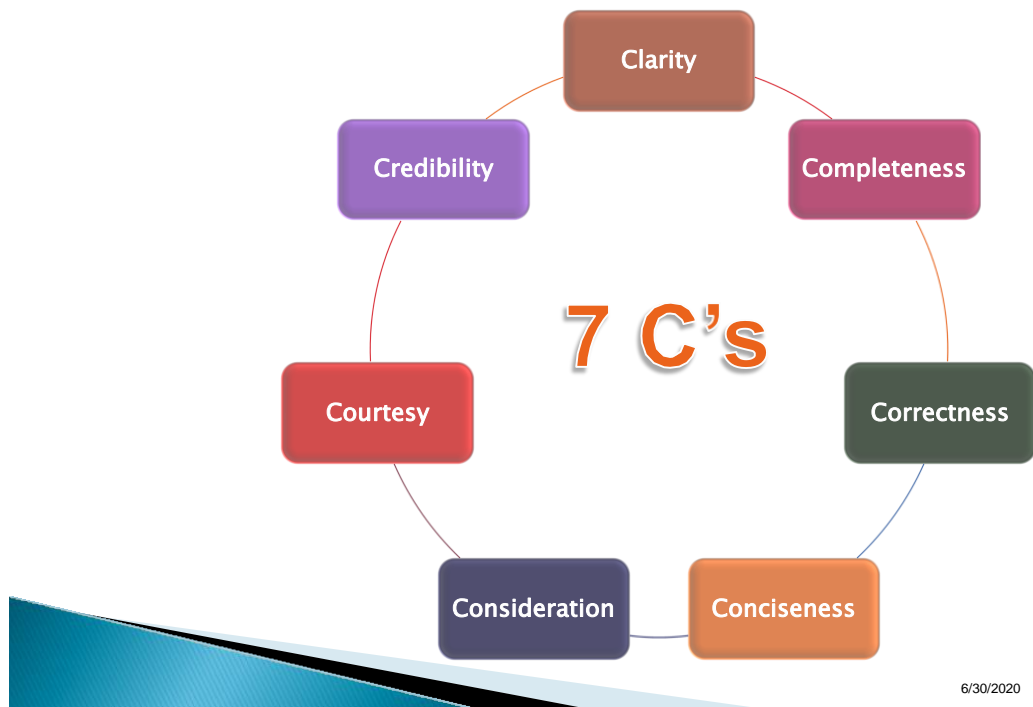 Clarity
Completeness
Correctness
Conciseness
Consideration
Courtesy
Credibility
7 C’s
6/30/2020